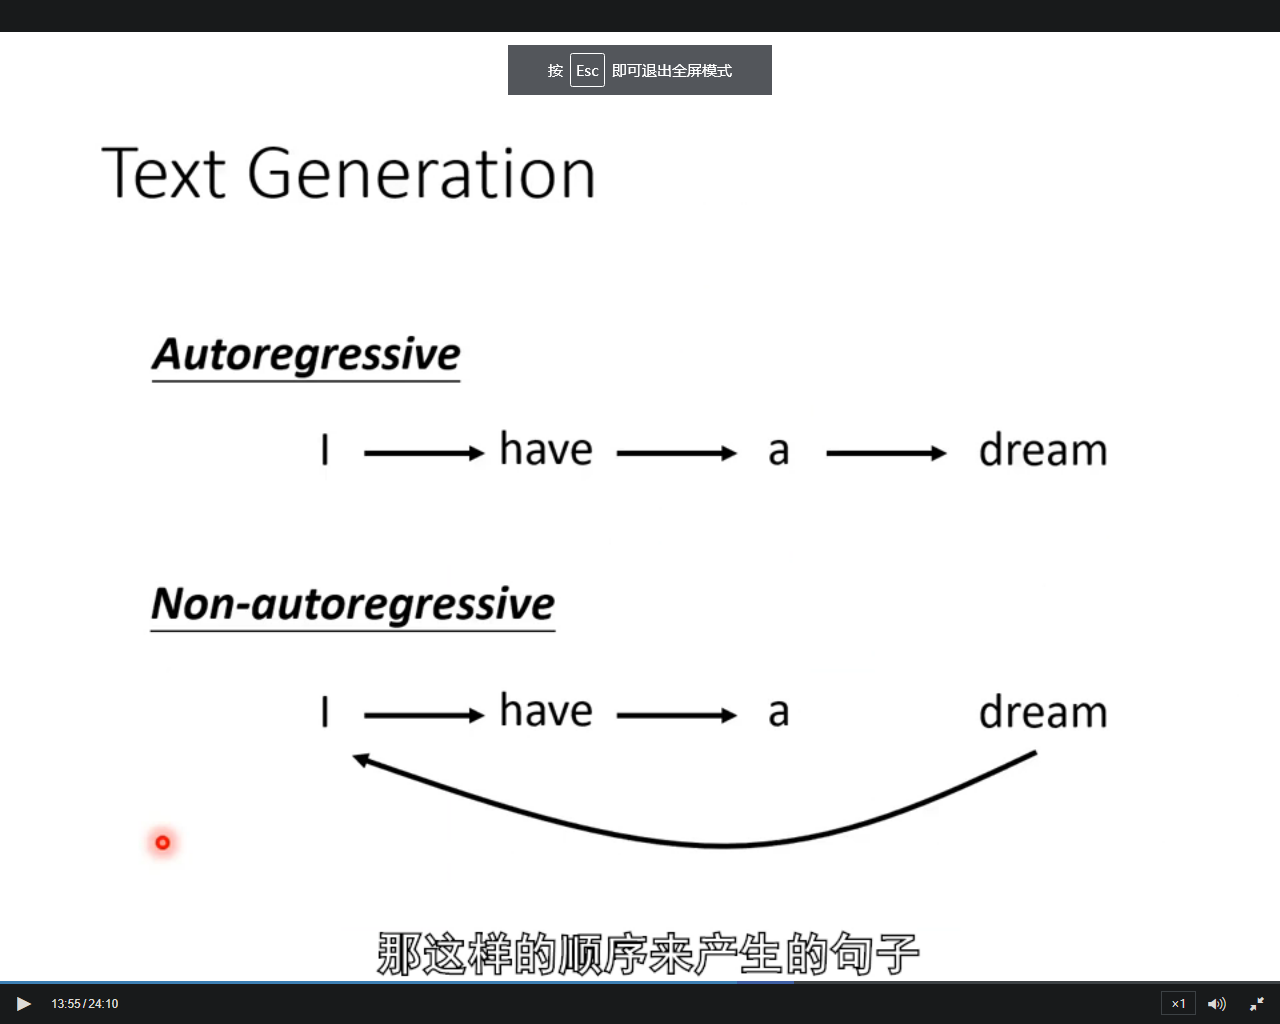 按 Esc 即可退出全屏模式
Text Generation
Autoregressive
I have a dream
Non-autoregressive
I have a dream
那这样的顺序来产生的句子
13:55/24:10 ×1